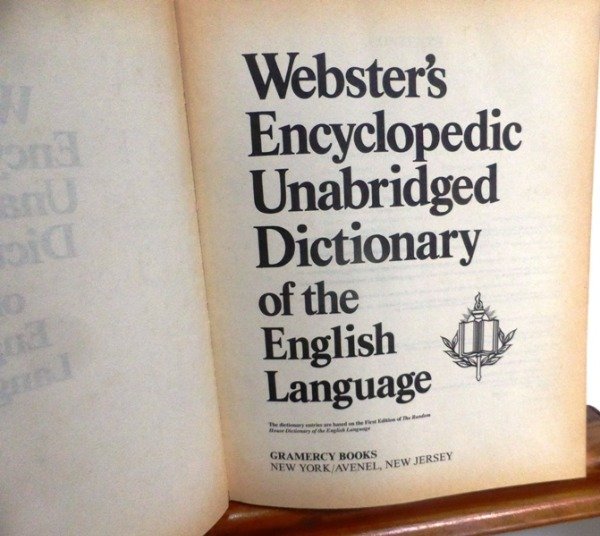 Webster's
Encyclopedic
Unabridged
Dictionary
of the
English
Language
The dictionary entries are based on the First Edition of The Random
House Dictionary of the English Language
GRAMERCY BOOKS
NEW YORK/AVENEL, NEW JERSEY